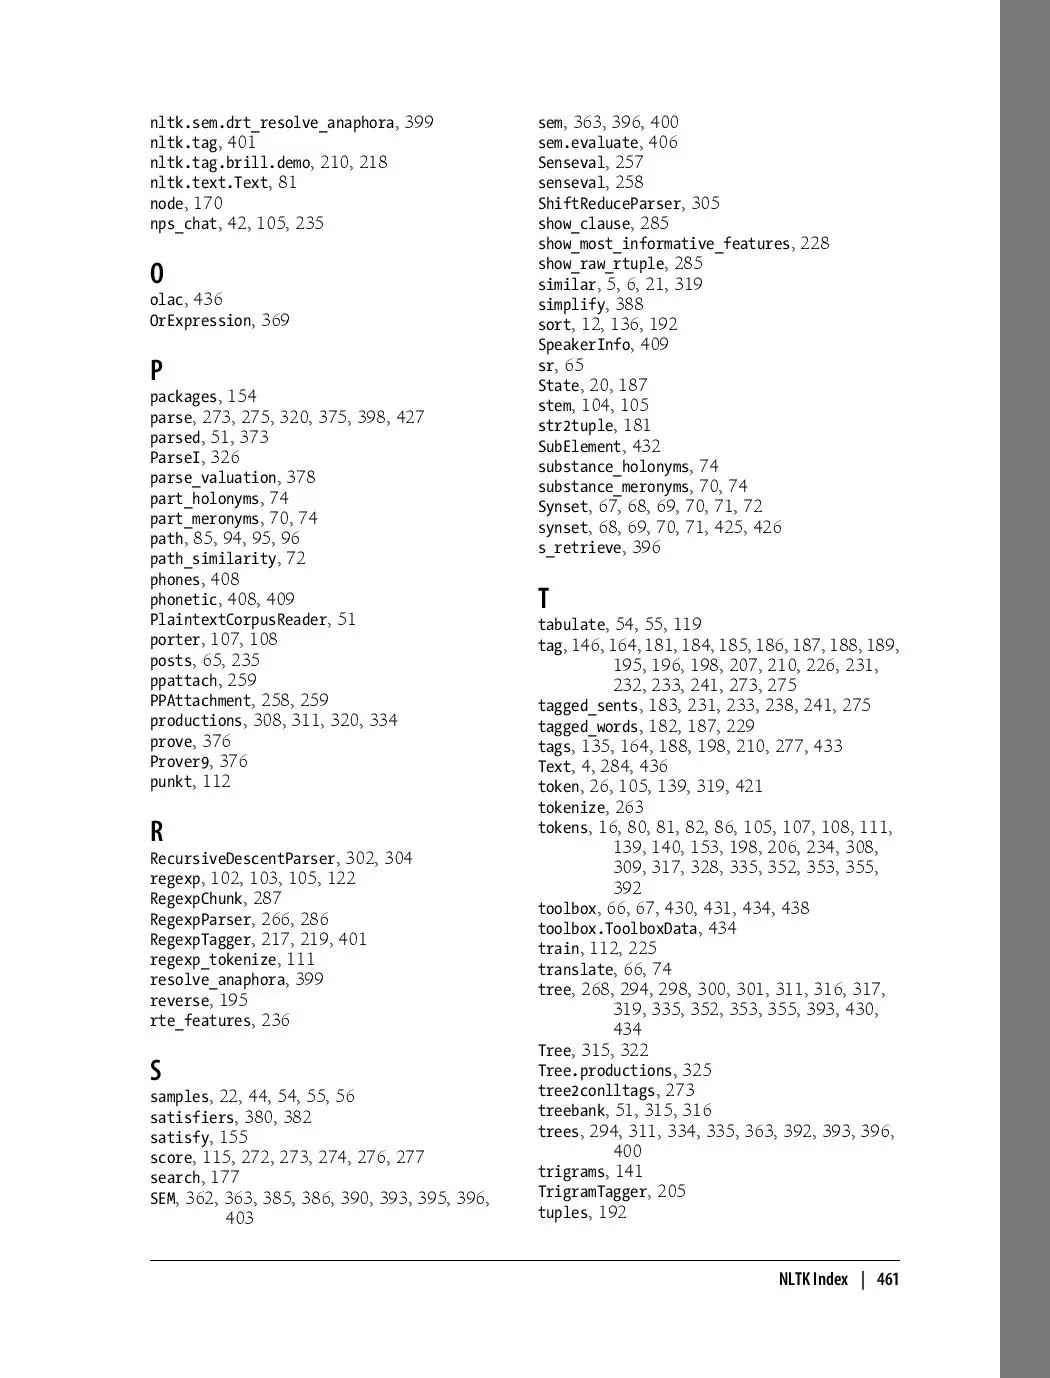 nltk.sem.drt_resolve_anaphora, 399
nltk.tag, 401
nltk.tag.brill.demo, 210, 218
nltk.text.Text, 81
node, 170
nps_chat, 42, 105, 235
O
olac, 436
OrExpression, 369
P
packages, 154
parse, 273, 275, 320, 375, 398, 427
parsed, 51, 373
ParseI, 326
parse_valuation, 378
part_holonyms, 74
part_meronyms, 70, 74
path, 85, 94, 95, 96
path_similarity, 72
phones, 408
phonetic, 408, 409
PlaintextCorpusReader, 51
porter, 107, 108
posts, 65, 235
ppattach, 259
PPAttachment, 258, 259
productions, 308, 311, 320, 334
prove, 376
Prover9, 376
punkt, 112
R
RecursiveDescentParser, 302, 304
regexp, 102, 103, 105, 122
RegexpChunk, 287
RegexpParser, 266, 286
RegexpTagger, 217, 219, 401
regexp_tokenize, 111
resolve_anaphora, 399
reverse, 195
rte_features, 236
S
samples, 22, 44, 54, 55, 56
satisfiers, 380, 382
satisfy, 155
score, 115, 272, 273, 274, 276, 277
search, 177
SEM, 362, 363, 385, 386, 390, 393, 395, 396,
403
sem, 363, 396, 400
sem.evaluate, 406
Senseval, 257
senseval, 258
ShiftReduceParser, 305
show_clause, 285
show_most_informative_features, 228
show_raw_rtuple, 285
similar, 5, 6, 21, 319
simplify, 388
sort, 12, 136, 192
SpeakerInfo, 409
sr, 65
State, 20, 187
stem, 104, 105
str2tuple, 181
SubElement, 432
substance_holonyms, 74
substance_meronyms, 70, 74
Synset, 67, 68, 69, 70, 71, 72
synset, 68, 69, 70, 71, 425, 426
s_retrieve, 396
T
tabulate, 54, 55, 119
tag, 146, 164, 181, 184, 185, 186, 187, 188, 189,
195, 196, 198, 207, 210, 226, 231,
232, 233, 241, 273, 275
tagged_sents, 183, 231, 233, 238, 241, 275
tagged_words, 182, 187, 229
tags, 135, 164, 188, 198, 210, 277, 433
Text, 4, 284, 436
token, 26, 105, 139, 319, 421
tokenize, 263
tokens, 16, 80, 81, 82, 86, 105, 107, 108, 111,
139, 140, 153, 198, 206, 234, 308,
309, 317, 328, 335, 352, 353, 355,
392
toolbox, 66, 67, 430, 431, 434, 438
toolbox.ToolboxData, 434
train, 112, 225
translate, 66, 74
tree, 268, 294, 298, 300, 301, 311, 316, 317,
319, 335, 352, 353, 355, 393, 430,
434
Tree, 315, 322
Tree.productions, 325
tree2conlltags, 273
treebank, 51, 315, 316
trees, 294, 311, 334, 335, 363, 392, 393, 396,
400
trigrams, 141
TrigramTagger, 205
tuples, 192
NLTK Index | 461